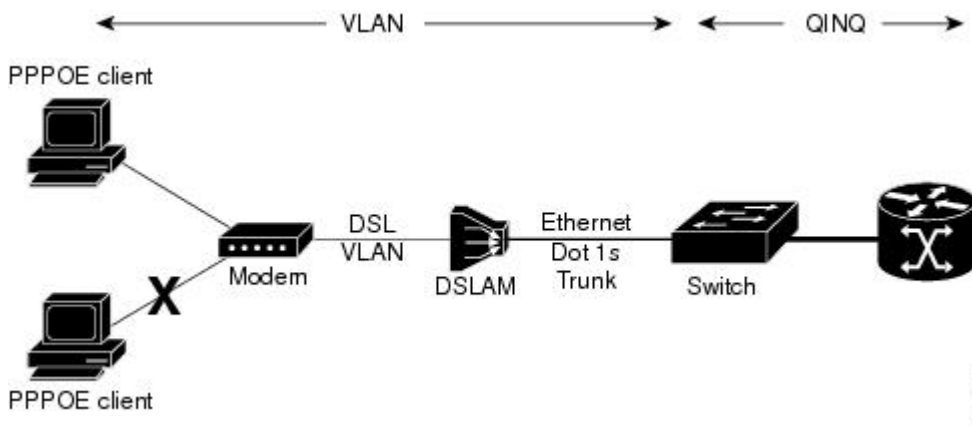 VLAN
QINQ
PPPOE client
DSL
VLAN
Ethernet
Dot 1s
Trunk
Modem
DSLAM
Switch
X
PPPOE client